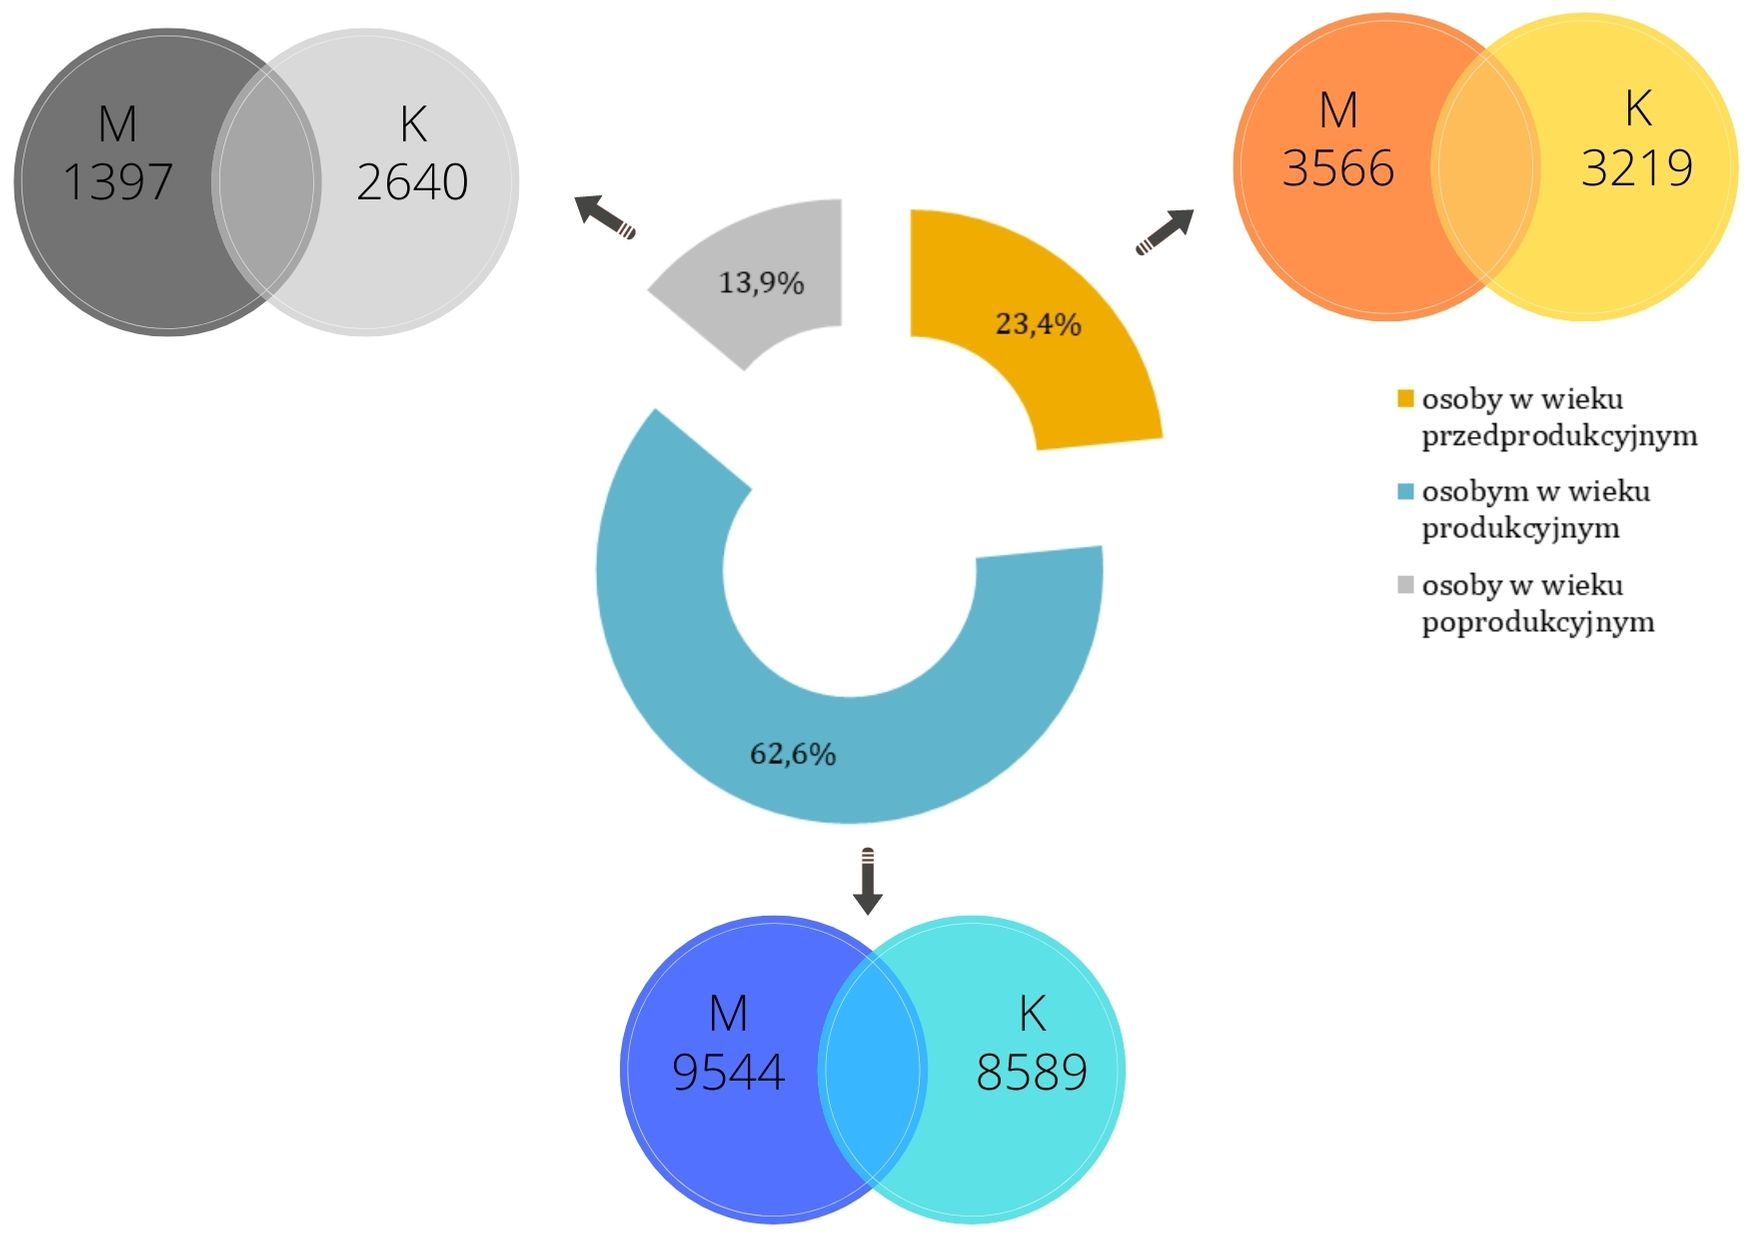 M
1397
K
2640
M
3566
K
3219
13,9%
23,4%
62,6%
osoby w wieku
przedprodukcyjnym
osobym w wieku
produkcyjnym
osoby w wieku
poprodukcyjnym
M
9544
K
8589